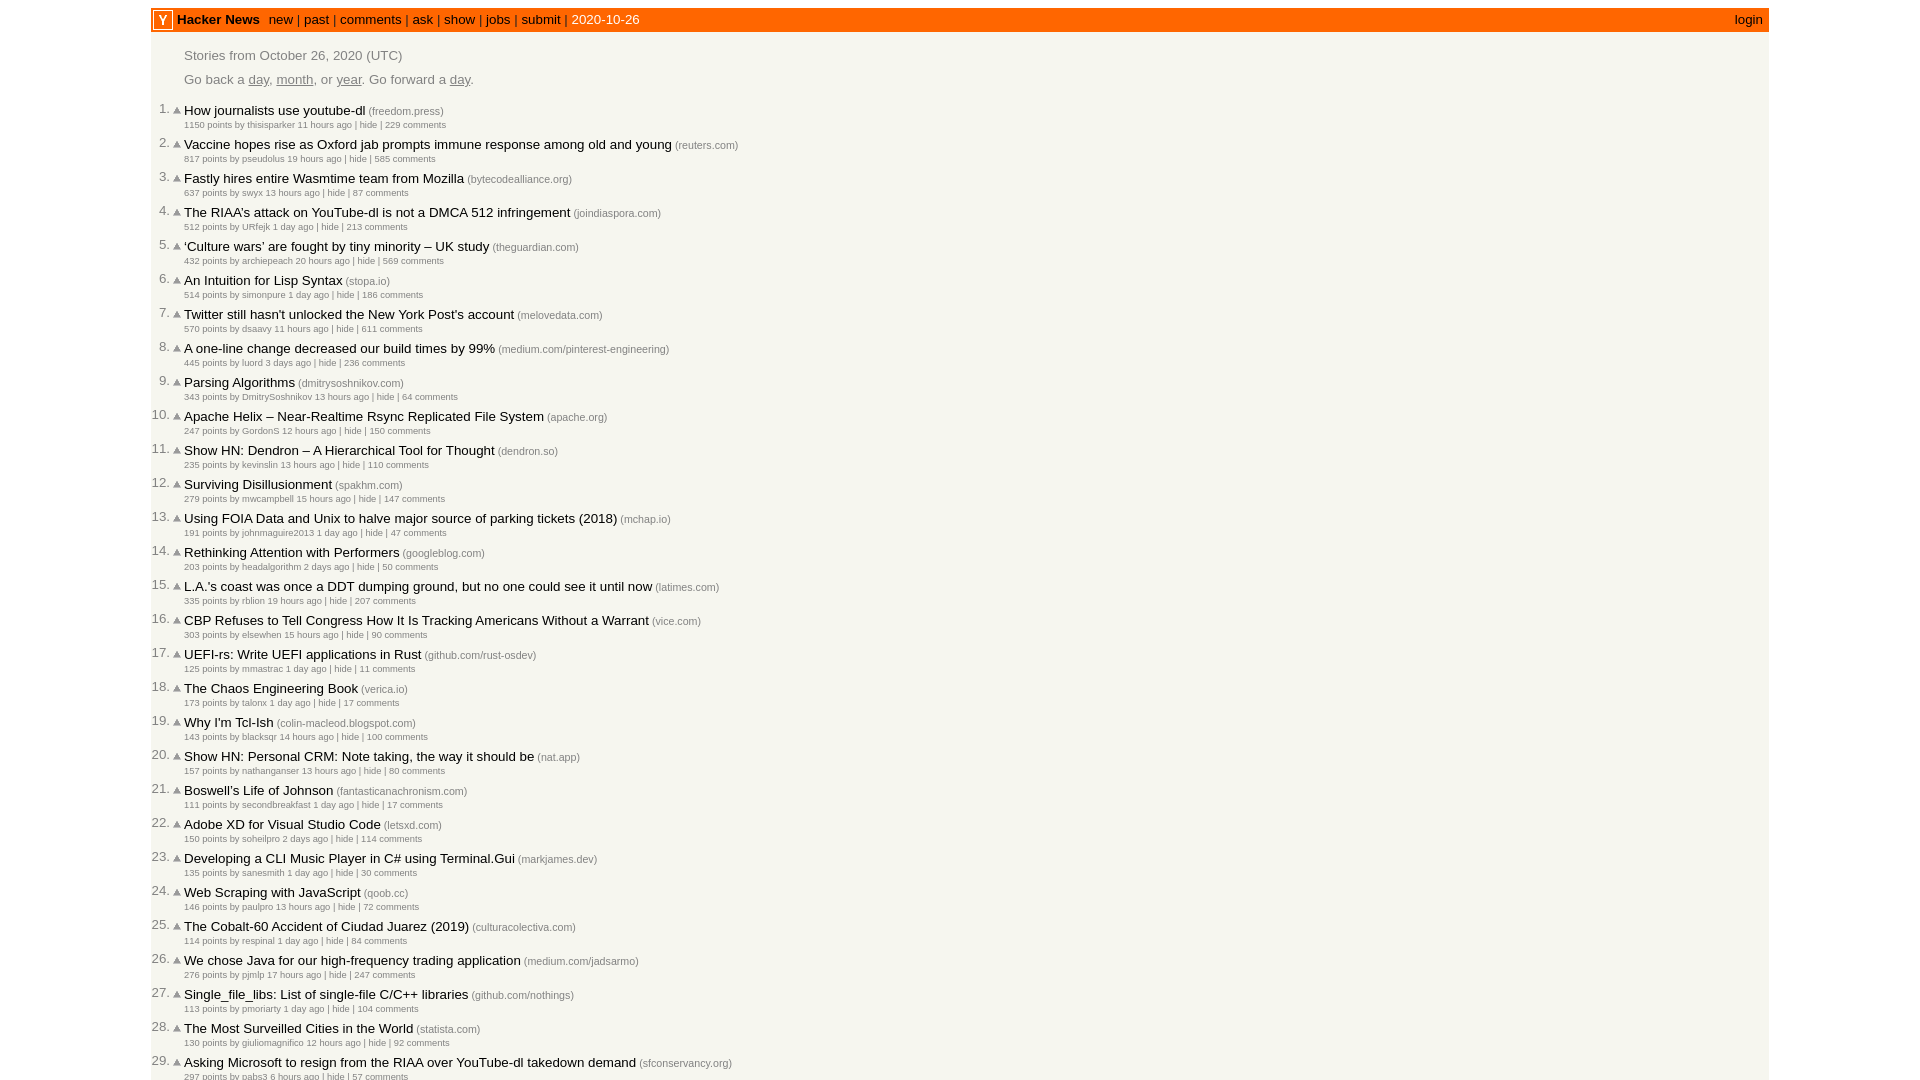 Y Hacker News new | past | comments | ask | show | jobs | submit | 2020-10-26 login
Stories from October 26, 2020 (UTC)
Go back a day, month, or year. Go forward a day.
1. How journalists use youtube-dl (freedom.press)
1150 points by thisisparker 11 hours ago | hide | 229 comments
2. Vaccine hopes rise as Oxford jab prompts immune response among old and young (reuters.com)
817 points by pseudolus 19 hours ago | hide | 585 comments
3. Fastly hires entire Wasmtime team from Mozilla (bytecodealliance.org)
637 points by swyx 13 hours ago | hide | 87 comments
4. The RIAA’s attack on YouTube-dl is not a DMCA 512 infringement (joindiaspora.com)
512 points by URfejk 1 day ago | hide | 213 comments
5. ‘Culture wars’ are fought by tiny minority – UK study (theguardian.com)
432 points by archiepeach 20 hours ago | hide | 569 comments
6. An Intuition for Lisp Syntax (stopa.io)
514 points by simonpure 1 day ago | hide | 186 comments
7. Twitter still hasn't unlocked the New York Post's account (melovedata.com)
570 points by dsaavy 11 hours ago | hide | 611 comments
8. A one-line change decreased our build times by 99% (medium.com/pinterest-engineering)
445 points by luord 3 days ago | hide | 236 comments
9. Parsing Algorithms (dmitrysoshnikov.com)
343 points by DmitrySoshnikov 13 hours ago | hide | 64 comments
10. Apache Helix – Near-Realtime Rsync Replicated File System (apache.org)
247 points by GordonS 12 hours ago | hide | 150 comments
11. Show HN: Dendron – A Hierarchical Tool for Thought (dendron.so)
235 points by kevinslin 13 hours ago | hide | 110 comments
12. Surviving Disillusionment (spakhm.com)
279 points by mwcampbell 15 hours ago | hide | 147 comments
13. Using FOIA Data and Unix to halve major source of parking tickets (2018) (mchap.io)
191 points by johnmaguire2013 1 day ago | hide | 47 comments
14. Rethinking Attention with Performers (googleblog.com)
203 points by headalgorithm 2 days ago | hide | 50 comments
15. L.A.'s coast was once a DDT dumping ground, but no one could see it until now (latimes.com)
335 points by rblion 19 hours ago | hide | 207 comments
16. CBP Refuses to Tell Congress How It Is Tracking Americans Without a Warrant (vice.com)
303 points by elsewhen 15 hours ago | hide | 90 comments
17. UEFI-rs: Write UEFI applications in Rust (github.com/rust-osdev)
125 points by mmastrac 1 day ago | hide | 11 comments
18. The Chaos Engineering Book (verica.io)
173 points by talonx 1 day ago | hide | 17 comments
19. Why I'm Tcl-Ish (colin-macleod.blogspot.com)
143 points by blacksqr 14 hours ago | hide | 100 comments
20. Show HN: Personal CRM: Note taking, the way it should be (nat.app)
157 points by nathanganser 13 hours ago | hide | 80 comments
21. Boswell’s Life of Johnson (fantasticanachronism.com)
111 points by secondbreakfast 1 day ago | hide | 17 comments
22. Adobe XD for Visual Studio Code (letsxd.com)
150 points by soheilpro 2 days ago | hide | 114 comments
23. Developing a CLI Music Player in C# using Terminal.Gui (markjames.dev)
135 points by sanesmith 1 day ago | hide | 30 comments
24. Web Scraping with JavaScript (qoob.cc)
146 points by paulpro 13 hours ago | hide | 72 comments
25. The Cobalt-60 Accident of Ciudad Juarez (2019) (culturacolectiva.com)
114 points by respinal 1 day ago | hide | 84 comments
26. We chose Java for our high-frequency trading application (medium.com/jadsarmo)
276 points by pjmlp 17 hours ago | hide | 247 comments
27. Single_file_libs: List of single-file C/C++ libraries (github.com/nothings)
113 points by pmoriarty 1 day ago | hide | 104 comments
28. The Most Surveilled Cities in the World (statista.com)
130 points by giuliomagnifico 12 hours ago | hide | 92 comments
29. Asking Microsoft to resign from the RIAA over YouTube-dl takedown demand (sfconservancy.org)
297 points by pabs3 6 hours ago | hide | 57 comments